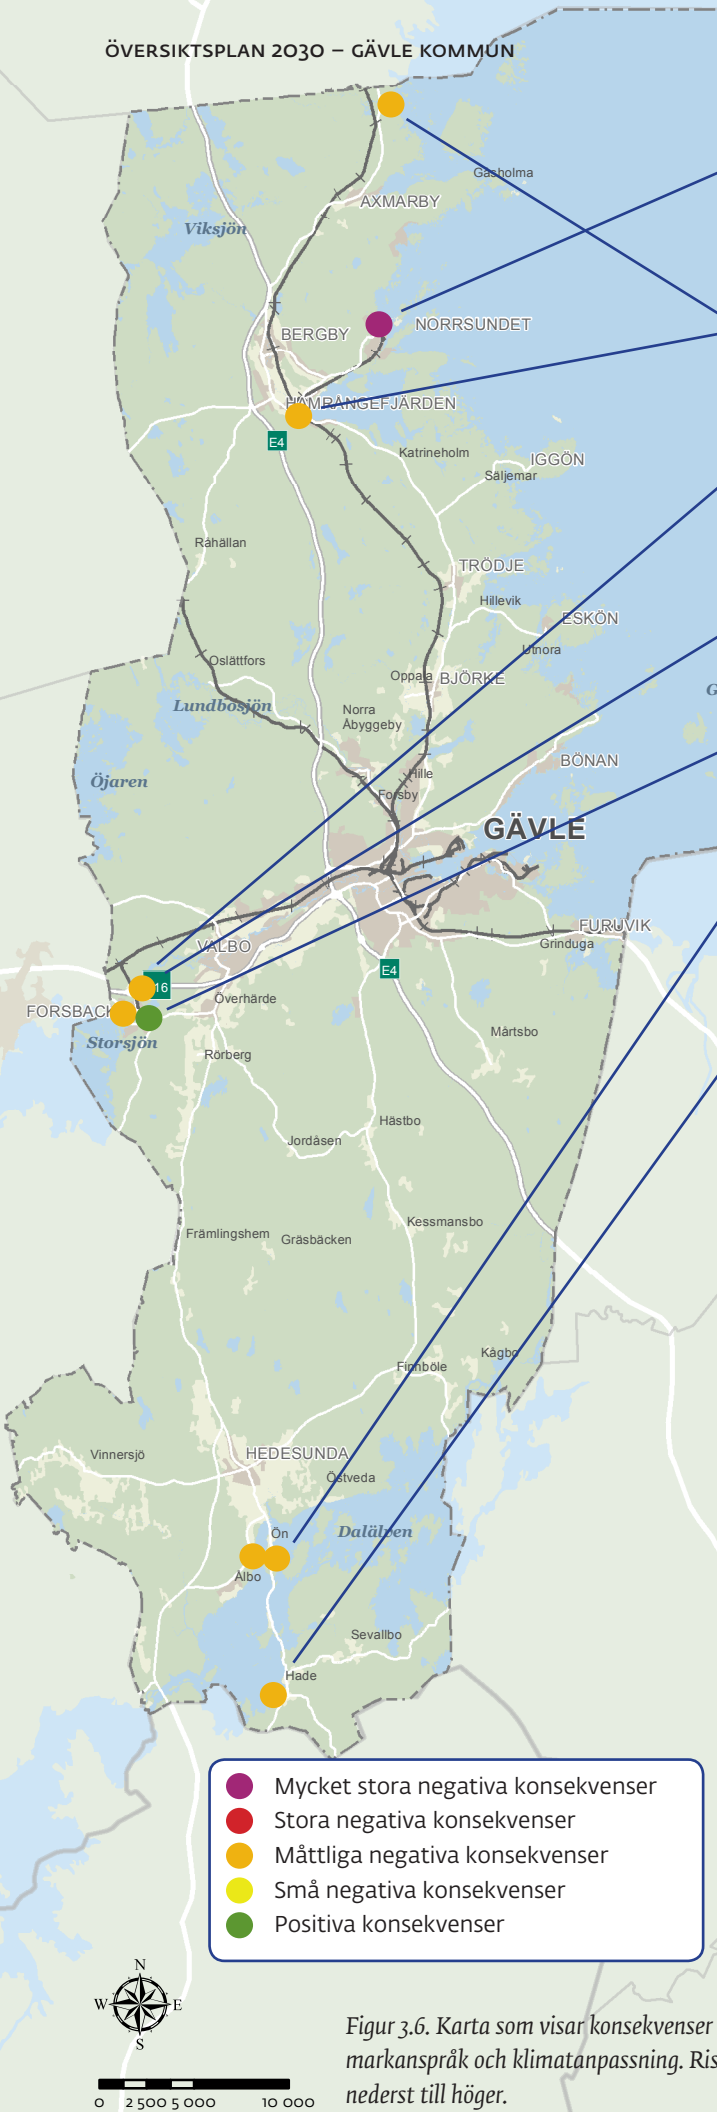 ÖVERSIKTSPLAN 2030 – GÄVLE KOMMUN
Gåsholma
AXMARBY
Viksjön
NORRSUNDET
BERGBY
HAMRÅNGEFJÄRDEN
E4
Katrineholm
IGGÖN
Säljemar
Råhällan
TRÖDJE
Hillevik
ESKÖN
Utnora
Oslättfors
Oppala
BJÖRKE
G
Lundbosjön
Norra
Åbyggeby
BÖNAN
Öjaren
Hille
Forsby
GÄVLE
FURUVIK
VALBO
Grinduga
E4
16
Överhärde
FORSBACK
Mårtsbo
Storsjön
Rörberg
Hästbo
Jordåsen
Kessmansbo
Främlingshem
Gräsbäcken
Kågbo
Finnböle
Vinnersjö
HEDESUNDA
Östveda
Ön
Dalälven
Ålbo
Sevallbo
Hade
Mycket stora negativa konsekvenser
Stora negativa konsekvenser
Måttliga negativa konsekvenser
Små negativa konsekvenser
Positiva konsekvenser
N
W E
S
0 2 500 5 000 10 000
Figur 3.6. Karta som visar konsekvenser
markanspråk och klimatanpassning. Ris
nederst till höger.